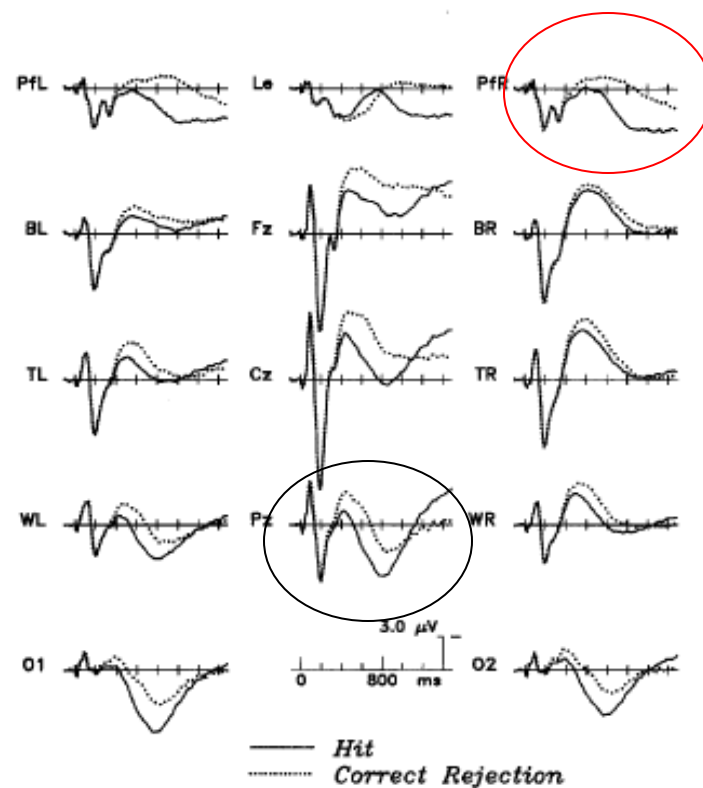 PfL Le PfR
BL Fz BR
TL Cz TR
WL Pz WR
3.0 μV
O1 O2
0 800 ms
Hit
Correct Rejection